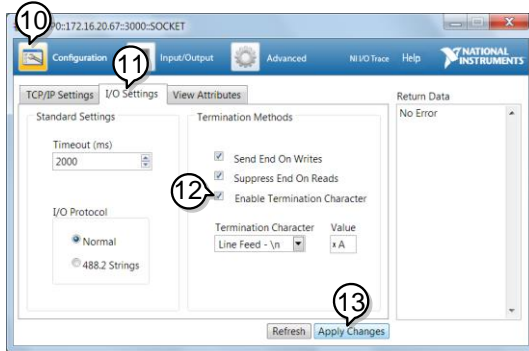 10
P0::172.16.20.67::3000::SOCKET
Configuration
Input/Output
Advanced
NI I/O Trace
Help
NATIONAL INSTRUMENTS
11
TCP/IP Settings
I/O Settings
View Attributes
Return Data
Standard Settings
Termination Methods
No Error
Timeout (ms)
2000
Send End On Writes
Suppress End On Reads
12
Enable Termination Character
I/O Protocol
Termination Character
Value
Normal
Line Feed - \n
x A
488.2 Strings
13
Refresh
Apply Changes